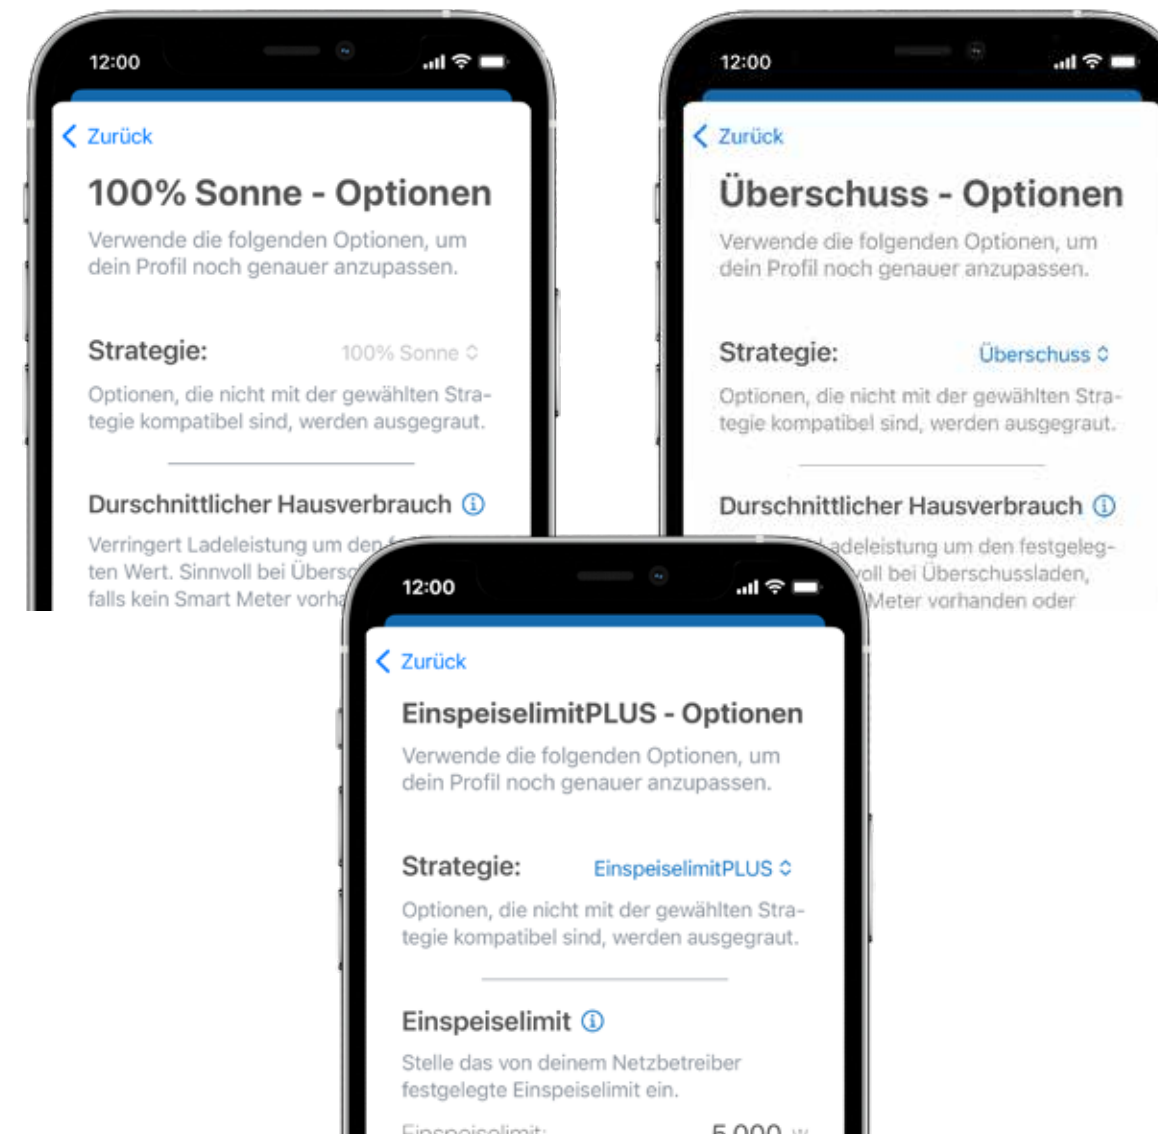 12:00
Zurück
100% Sonne - Optionen
Verwende die folgenden Optionen, um
dein Profil noch genauer anzupassen.
Strategie: 100% Sonne
Optionen, die nicht mit der gewählten Stra-
tegie kompatibel sind, werden ausgegraut.
Durschnittlicher Hausverbrauch
Verringert Ladeleistung um den
ten Wert. Sinnvoll bei
falls kein Smart Meter
12:00
Zurück
Überschuss - Optionen
Verwende die folgenden Optionen, um
dein Profil noch genauer anzupassen.
Strategie: Überschuss
Optionen, die nicht mit der gewählten Stra-
tegie kompatibel sind, werden ausgegraut.
Durschnittlicher Hausverbrauch
um den festgeleg-
bei Überschussladen,
Meter vorhanden oder
12:00
Zurück
EinspeiselimitPLUS - Optionen
Verwende die folgenden Optionen, um
dein Profil noch genauer anzupassen.
Strategie: EinspeiselimitPLUS
Optionen, die nicht mit der gewählten Stra-
tegie kompatibel sind, werden ausgegraut.
Einspeiselimit
Stelle das von deinem Netzbetreiber
festgelegte Einspeiselimit ein.
Einspeiselimit: 5.000 W